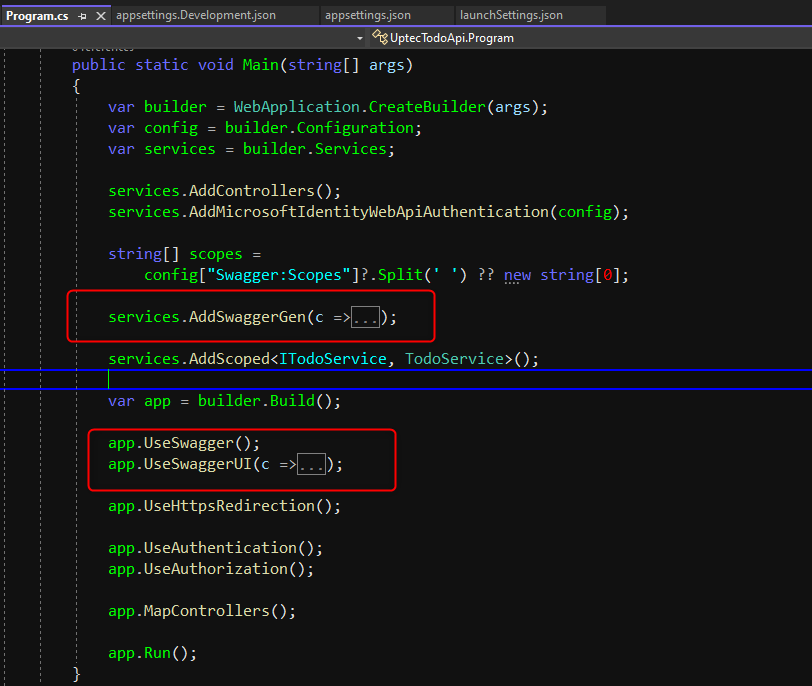 Program.cs
appsettings.Development.json
appsettings.json
launchSettings.json
UptecTodoApi.Program
public static void Main(string[] args)
{
var builder = WebApplication.CreateBuilder(args);
var config = builder.Configuration;
var services = builder.Services;
services.AddControllers();
services.AddMicrosoftIdentityWebApiAuthentication(config);
string[] scopes =
config["Swagger:Scopes"]?.Split(' ') ?? new string[0];
services.AddSwaggerGen(c =>...);
services.AddScoped<ITodoService, TodoService>();
var app = builder.Build();
app.UseSwagger();
app.UseSwaggerUI(c =>...);
app.UseHttpsRedirection();
app.UseAuthentication();
app.UseAuthorization();
app.MapControllers();
app.Run();
}